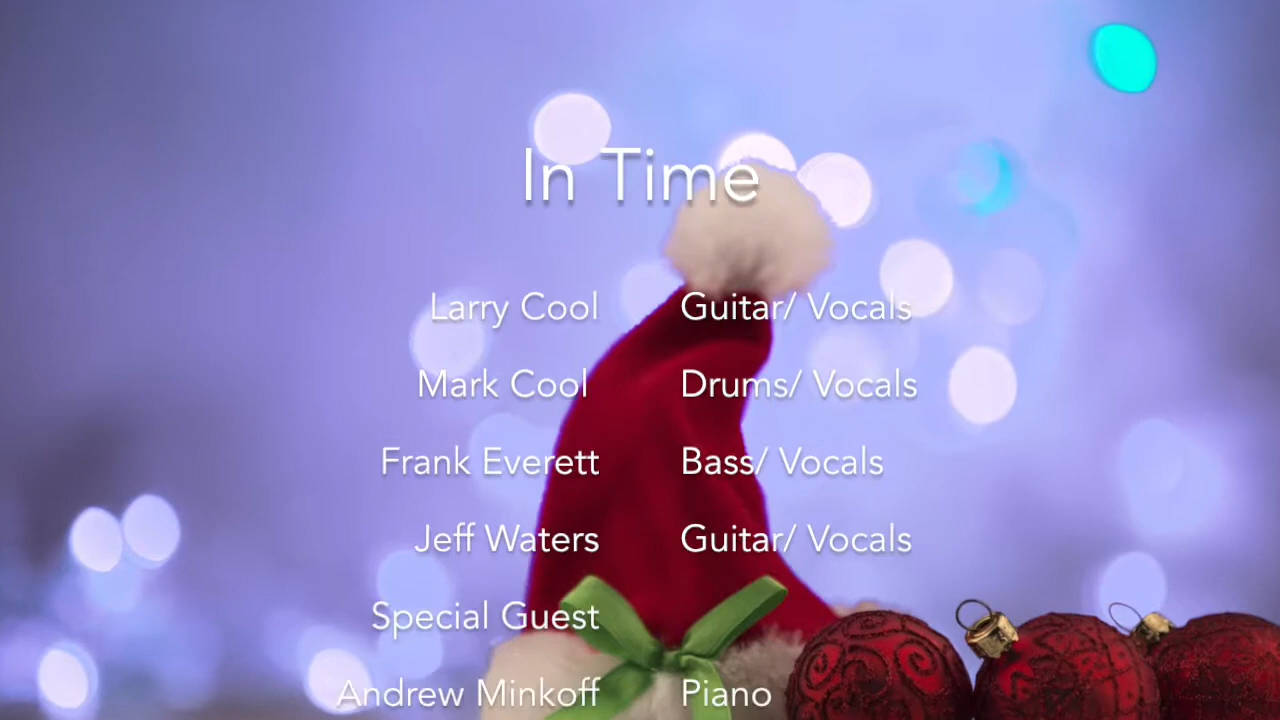 In Time
Larry Cool Guitar/ Vocals
Mark Cool Drums/ Vocals
Frank Everett Bass/ Vocals
Jeff Waters Guitar/ Vocals
Special Guest
Andrew Minkoff Piano